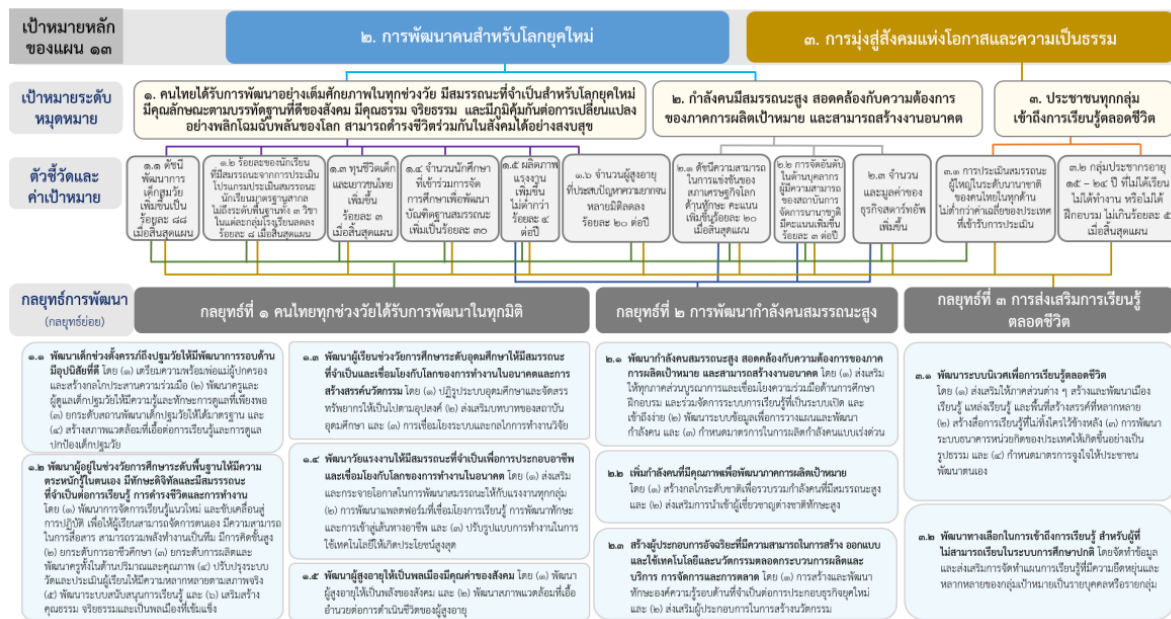 เป้าหมายหลัก
ของแผน ๑๓
๒. การพัฒนาคนสำหรับโลกยุคใหม่
๓. การมุ่งสู่สังคมแห่งโอกาสและความเป็นธรรม
เป้าหมายระดับ
หมุดหมาย
๑. คนไทยได้รับการพัฒนาอย่างเต็มศักยภาพในทุกช่วงวัย มีสมรรถนะที่จำเป็นสำหรับโลกยุคใหม่
มีคุณลักษณะตามบรรทัดฐานที่ดีของสังคม มีคุณธรรม จริยธรรม และมีภูมิคุ้มกันต่อการเปลี่ยนแปลง
อย่างพลิกโฉมฉับพลันของโลก สามารถดำรงชีวิตร่วมกันในสังคมได้อย่างสงบสุข
๒. กำลังคนมีสมรรถนะสูง สอดคล้องกับความต้องการ
ของภาคการผลิตเป้าหมาย และสามารถสร้างงานอนาคต
๓. ประชาชนทุกกลุ่ม
เข้าถึงการเรียนรู้ตลอดชีวิต
ตัวชี้วัดและ
ค่าเป้าหมาย
๑.๑ ดัชนี
พัฒนาการ
เด็กสมวัย
เพิ่มขึ้นเป็น
ร้อยละ ๘๘
เมื่อสิ้นสุดแผน
๑.๒ ร้อยละของนักเรียน
ที่มีสมรรถนะจากการประเมิน
โปรแกรมประเมินสมรรถนะ
นักเรียนมาตรฐานสากล
ไม่ถึงระดับพื้นฐานทั้ง ๓ วิชา
ในแต่ละกลุ่มโรงเรียนลดลง
ร้อยละ ๘ เมื่อสิ้นสุดแผน
๑.๓ ทุนชีวิตเด็ก
และเยาวชนไทย
เพิ่มขึ้น
ร้อยละ ๓
เมื่อสิ้นสุดแผน
๑.๔ จำนวนนักศึกษา
ที่เข้าร่วมการจัด
การศึกษาเพื่อพัฒนา
บัณฑิตฐานสมรรถนะ
เพิ่มเป็นร้อยละ ๓๐
๑.๕ ผลิตภาพ
แรงงาน
เพิ่มขึ้น
ไม่ต่ำกว่า
ร้อยละ ๔
ต่อปี
๑.๖ จำนวนผู้สูงอายุ
ที่ประสบปัญหาความยากจน
หลายมิติลดลง
ร้อยละ ๒๐ ต่อปี
๒.๑ ดัชนีความสามารถ
ในการแข่งขันของ
สภาเศรษฐกิจโลก
ด้านทักษะ คะแนน
เพิ่มขึ้นร้อยละ ๒๐
เมื่อสิ้นสุดแผน
๒.๒ การจัดอันดับ
ในด้านบุคลากร
ผู้มีความสามารถ
ของสถาบันการ
จัดการนานาชาติ
มีคะแนนเพิ่มขึ้น
ร้อยละ ๓ ต่อปี
๒.๓ จำนวน
และมูลค่าของ
ธุรกิจสตาร์ทอัพ
เพิ่มขึ้น
๓.๑ การประเมินสมรรถนะ
ผู้ใหญ่ในระดับนานาชาติ
ของคนไทยในทุกด้าน
ไม่ต่ำกว่าค่าเฉลี่ยของประเทศ
ที่เข้ารับการประเมิน
๓.๒ กลุ่มประชากรอายุ
๑๕ – ๒๔ ปี ที่ไม่ได้เรียน
ไม่ได้ทำงาน หรือไม่ได้
ฝึกอบรม ไม่เกินร้อยละ ๕
เมื่อสิ้นสุดแผน
กลยุทธ์การพัฒนา
(กลยุทธ์ย่อย)
กลยุทธ์ที่ ๑ คนไทยทุกช่วงวัยได้รับการพัฒนาในทุกมิติ
กลยุทธ์ที่ ๒ การพัฒนากำลังคนสมรรถนะสูง
กลยุทธ์ที่ ๓ การส่งเสริมการเรียนรู้
ตลอดชีวิต
๑.๑ พัฒนาเด็กช่วงตั้งครรภ์ถึงปฐมวัยให้มีพัฒนาการรอบด้าน
มีอุปนิสัยที่ดี โดย (๑) เตรียมความพร้อมพ่อแม่ผู้ปกครอง
และสร้างกลไกประสานความร่วมมือ (๒) พัฒนาครูและ
ผู้ดูแลเด็กปฐมวัยให้มีความรู้และทักษะการดูแลที่เพียงพอ
(๓) ยกระดับสถานพัฒนาเด็กปฐมวัยให้ได้มาตรฐาน และ
(๔) สร้างสภาพแวดล้อมที่เอื้อต่อการเรียนรู้และการดูแล
ปกป้องเด็กปฐมวัย
๑.๒ พัฒนาผู้อยู่ในช่วงวัยการศึกษาระดับพื้นฐานให้มีความ
ตระหนักรู้ในตนเอง มีทักษะดิจิทัลและมีสมรรถนะ
ที่จำเป็นต่อการเรียนรู้ การดำรงชีวิตและการทำงาน
โดย (๑) พัฒนาการจัดการเรียนรู้แนวใหม่ และขับเคลื่อนสู่
การปฏิบัติ เพื่อให้ผู้เรียนสามารถจัดการตนเอง มีความสามารถ
ในการสื่อสาร สามารถรวมพลังทำงานเป็นทีม มีการคิดขั้นสูง
(๒) ยกระดับการอาชีวศึกษา (๓) ยกระดับการผลิตและ
พัฒนาครูทั้งในด้านปริมาณและคุณภาพ (๔) ปรับปรุงระบบ
วัดและประเมินผู้เรียนให้มีความหลากหลายตามสภาพจริง
(๕) พัฒนาระบบสนับสนุนการเรียนรู้ และ (๖) เสริมสร้าง
คุณธรรม จริยธรรมและเป็นพลเมืองที่เข้มแข็ง
๑.๓ พัฒนาผู้เรียนช่วงวัยการศึกษาระดับอุดมศึกษาให้มีสมรรถนะ
ที่จำเป็นและเชื่อมโยงกับโลกของการทำงานในอนาคตและการ
สร้างสรรค์นวัตกรรม โดย (๑) ปฏิรูประบบอุดมศึกษาและจัดสรร
ทรัพยากรให้เป็นไปตามอุปสงค์ (๒) ส่งเสริมบทบาทของสถาบัน
อุดมศึกษา และ (๓) การเชื่อมโยงระบบและกลไกการทำงานวิจัย
๑.๔ พัฒนาวัยแรงงานให้มีสมรรถนะที่จำเป็นเพื่อการประกอบอาชีพ
และเชื่อมโยงกับโลกของการทำงานในอนาคต โดย (๑) ส่งเสริม
และกระจายโอกาสในการพัฒนาสมรรถนะให้กับแรงงานทุกกลุ่ม
(๒) การพัฒนาแพลตฟอร์มที่เชื่อมโยงการเรียนรู้ การพัฒนาทักษะ
และการเข้าสู่เส้นทางอาชีพ และ (๓) ปรับรูปแบบการทำงานในการ
ใช้เทคโนโลยีให้เกิดประโยชน์สูงสุด
๑.๕ พัฒนาผู้สูงอายุให้เป็นพลเมืองมีคุณค่าของสังคม โดย (๑) พัฒนา
ผู้สูงอายุให้เป็นพลังของสังคม และ (๒) พัฒนาสภาพแวดล้อมที่เอื้อ
อำนวยต่อการดำเนินชีวิตของผู้สูงอายุ
๒.๑ พัฒนากำลังคนสมรรถนะสูง สอดคล้องกับความต้องการของภาค
การผลิตเป้าหมาย และสามารถสร้างงานอนาคต โดย (๑) ส่งเสริม
ให้ทุกภาคส่วนบูรณาการและเชื่อมโยงความร่วมมือด้านการศึกษา
ฝึกอบรม และร่วมจัดการระบบการเรียนรู้ที่เป็นระบบเปิด และ
เข้าถึงง่าย (๒) พัฒนาระบบข้อมูลเพื่อการวางแผนและพัฒนา
กำลังคน และ (๓) กำหนดมาตรการในการผลิตกำลังคนแบบเร่งด่วน
๒.๒ เพิ่มกำลังคนที่มีคุณภาพเพื่อพัฒนาภาคการผลิตเป้าหมาย
โดย (๑) สร้างกลไกระดับชาติเพื่อรวบรวมกำลังคนที่มีสมรรถนะสูง
และ (๒) ส่งเสริมการนำเข้าผู้เชี่ยวชาญต่างชาติทักษะสูง
๒.๓ สร้างผู้ประกอบการอัจฉริยะที่มีความสามารถในการสร้าง ออกแบบ
และใช้เทคโนโลยีและนวัตกรรมตลอดกระบวนการผลิตและ
บริการ การจัดการและการตลาด โดย (๑) การสร้างและพัฒนา
ทักษะองค์ความรู้รอบด้านที่จำเป็นต่อการประกอบธุรกิจยุคใหม่
และ (๒) ส่งเสริมผู้ประกอบการในการสร้างนวัตกรรม
๓.๑ พัฒนาระบบนิเวศเพื่อการเรียนรู้ตลอดชีวิต
โดย (๑) ส่งเสริมให้ภาคส่วนต่าง ๆ สร้างและพัฒนาเมือง
เรียนรู้ แหล่งเรียนรู้ และพื้นที่สร้างสรรค์ที่หลากหลาย
(๒) สร้างสื่อการเรียนรู้ที่ไม่ทิ้งใครไว้ข้างหลัง (๓) การพัฒนา
ระบบธนาคารหน่วยกิตของประเทศให้เกิดขึ้นอย่างเป็น
รูปธรรม และ (๔) กำหนดมาตรการจูงใจให้ประชาชน
พัฒนาตนเอง
๓.๒ พัฒนาทางเลือกในการเข้าถึงการเรียนรู้ สำหรับผู้ที่
ไม่สามารถเรียนในระบบการศึกษาปกติ โดยจัดทำข้อมูล
และส่งเสริมการจัดทำแผนการเรียนรู้ที่มีความยืดหยุ่นและ
หลากหลายของกลุ่มเป้าหมายเป็นรายบุคคลหรือรายกลุ่ม